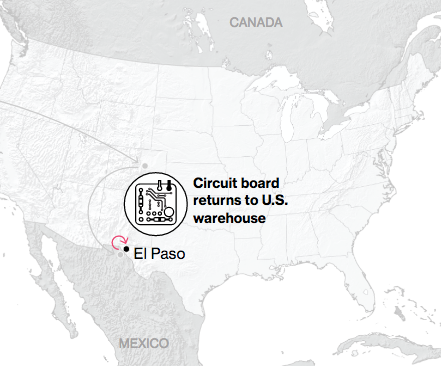 CANADA
Circuit board
returns to U.S.
warehouse
El Paso
MEXICO